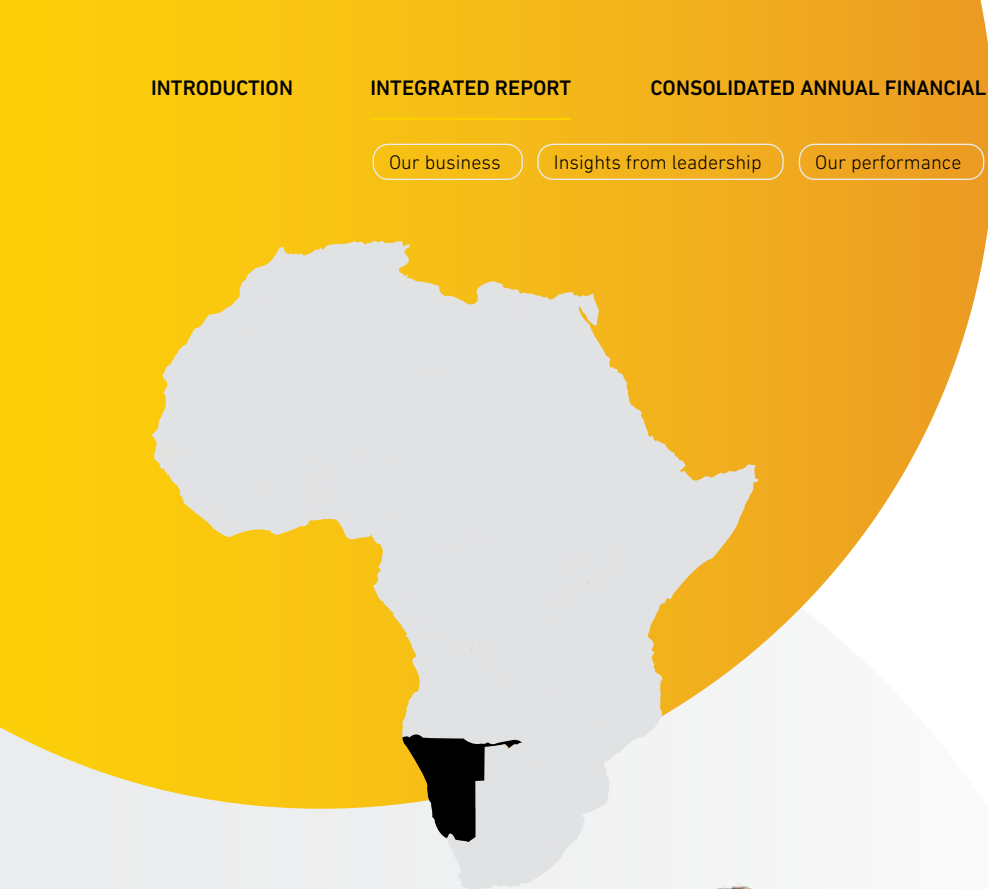 INTRODUCTION INTEGRATED REPORT CONSOLIDATED ANNUAL FINANCIAL
Our business Insights from leadership Our performance